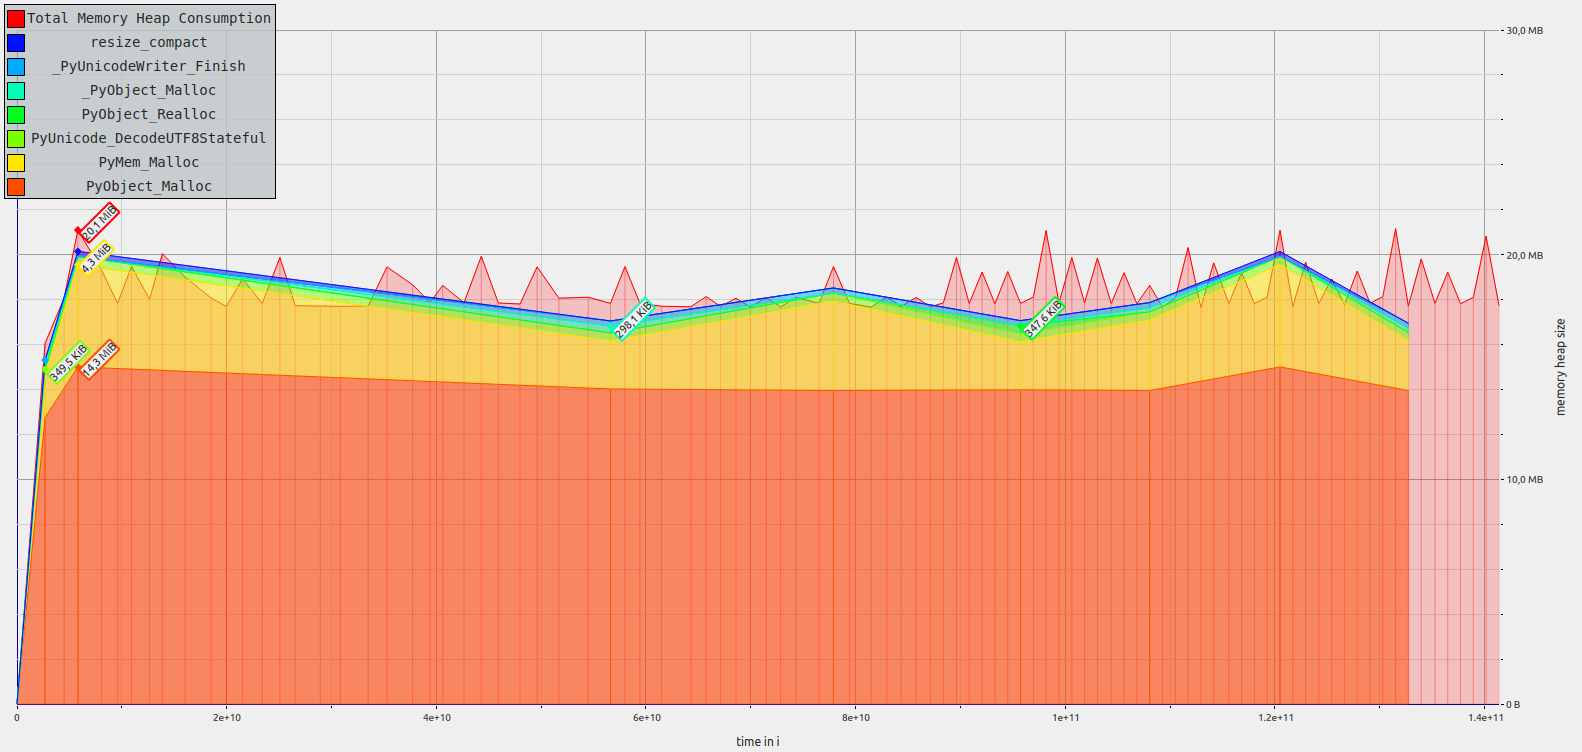 Total Memory Heap Consumption
resize_compact
_PyUnicodeWriter_Finish
_PyObject_Malloc
PyObject_Realloc
PyUnicode_DecodeUTF8Stateful
PyMem_Malloc
PyObject_Malloc
30,0 MB
20,1 MiB
4,3 MiB
20,0 MB
298,1 KiB
347,6 KiB
349,5 KiB
14,3 MiB
memory heap size
10,0 MB
0 B
0
2e+10
4e+10
6e+10
8e+10
1e+11
1.2e+11
1.4e+11
time in i